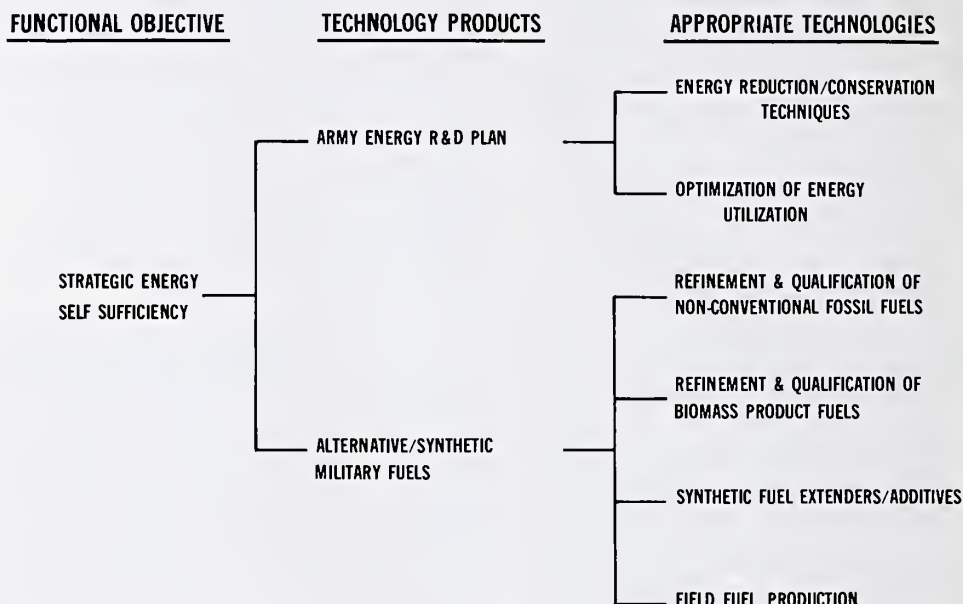 FUNCTIONAL OBJECTIVE
TECHNOLOGY PRODUCTS
APPROPRIATE TECHNOLOGIES
ENERGY REDUCTION/CONSERVATION
TECHNIQUES
ARMY ENERGY R&D PLAN
OPTIMIZATION OF ENERGY
UTILIZATION
STRATEGIC ENERGY
SELF SUFFICIENCY
REFINEMENT & QUALIFICATION OF
NON-CONVENTIONAL FOSSIL FUELS
REFINEMENT & QUALIFICATION OF
BIOMASS PRODUCT FUELS
ALTERNATIVE/SYNTHETIC
MILITARY FUELS
SYNTHETIC FUEL EXTENDERS/ADDITIVES
FIELD FUEL PRODUCTION